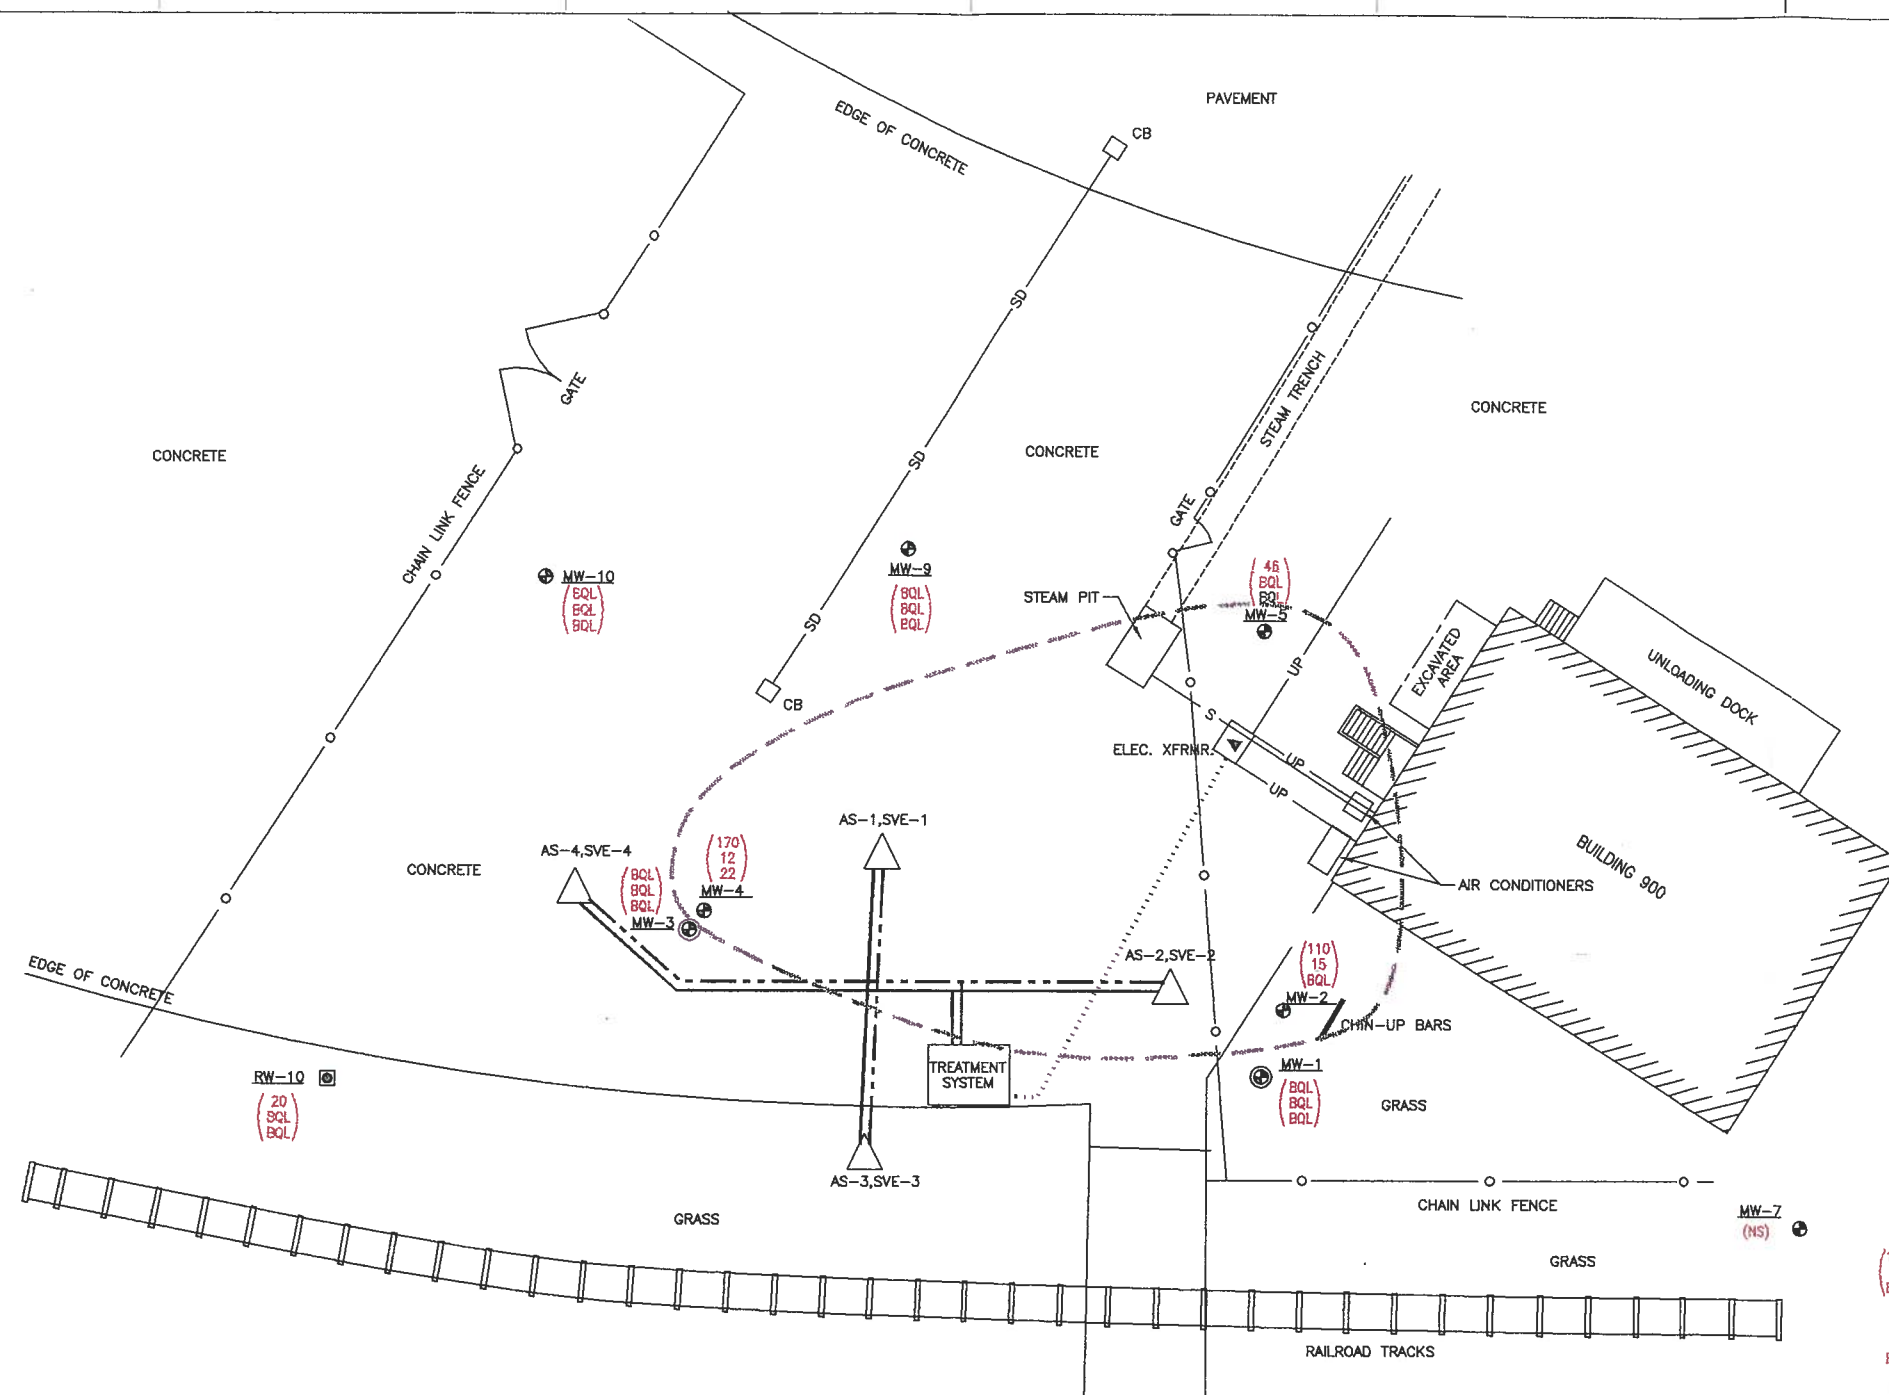 PAVEMENT
EDGE OF CONCRETE
CB
SD
GATE
STEAM TRENCH
CONCRETE
CONCRETE
CONCRETE
SD
CHAIN LINK FENCE
GATE
MW-10
(BQL)
(BQL)
(BQL)
MW-9
(BQL)
(BQL)
(BQL)
STEAM PIT
46
BQL
BQL
MW-5
SD
CB
EXCAVATED
AREA
UNLOADING DOCK
UP
S
ELEC. XFRMR.
UP
UP
AS-1,SVE-1
AS-4,SVE-4
CONCRETE
(BQL)
(BQL)
(BQL)
MW-3
170
12
22
MW-4
BUILDING 900
AIR CONDITIONERS
AS-2,SVE-2
110
15
BQL
MW-2
CHIN-UP BARS
EDGE OF CONCRETE
TREATMENT
SYSTEM
MW-1
(BQL)
(BQL)
(BQL)
GRASS
RW-10
20
BQL
BQL
AS-3,SVE-3
GRASS
CHAIN LINK FENCE
MW-7
(NS)
GRASS
RAILROAD TRACKS